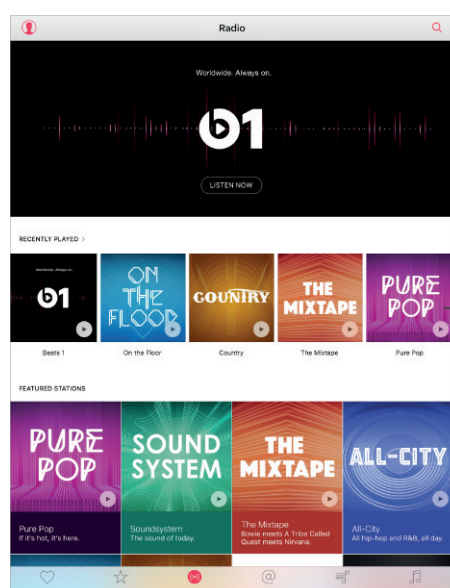 Radio
Worldwide. Always on.
1
LISTEN NOW
RECENTLY PLAYED >
1
ON
THE
FLOOR
COUNTRY
THE
MIXTAPE
PURE
POP
Beats 1
On the Floor
Country
The Mixtape
Pure Pop
FEATURED STATIONS
PURE
POP
SOUND
SYSTEM
THE
MIXTAPE
ALL-CITY
Pure Pop
If it's hot, it's here.
Soundsystem
The sound of today.
The Mixtape
Bowie meets A Tribe Called
Quest meets Nirvana.
All-City
All hip-hop and R&B, all day.